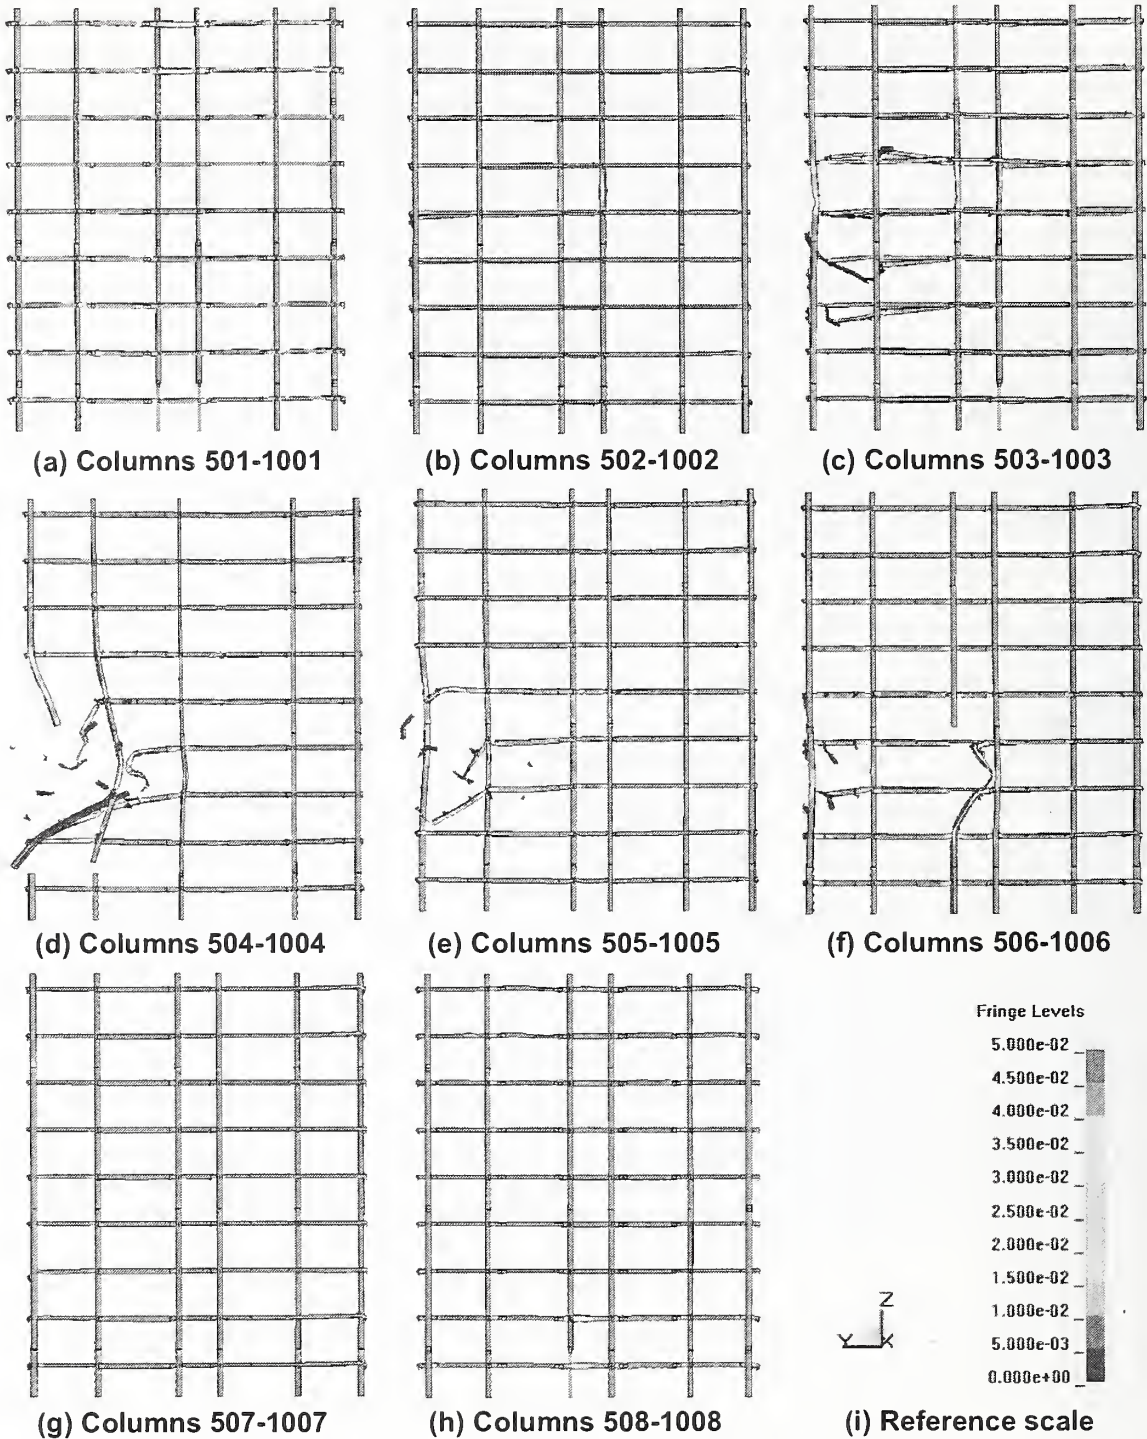 (a) Columns 501-1001
(b) Columns 502-1002
(c) Columns 503-1003
(d) Columns 504-1004
(e) Columns 505-1005
(f) Columns 506-1006
(g) Columns 507-1007
(h) Columns 508-1008
Fringe Levels
5.000e-02
4.500e-02
4.000e-02
3.500e-02
3.000e-02
2.500e-02
2.000e-02
1.500e-02
1.000e-02
5.000e-03
0.000e+00
Z
Y
X
(i) Reference scale